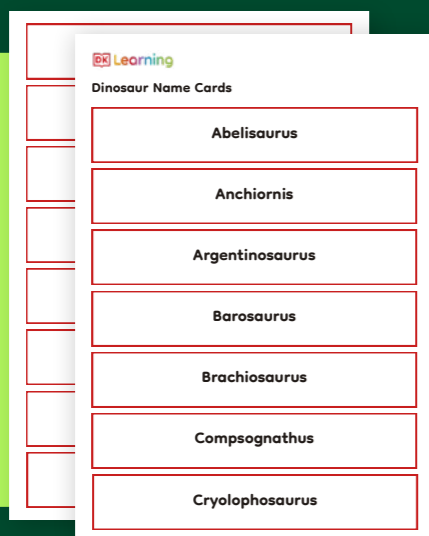 DK Learning
Dinosaur Name Cards
Abelisaurus
Anchiornis
Argentinosaurus
Barosaurus
Brachiosaurus
Compsognathus
Cryolophosaurus